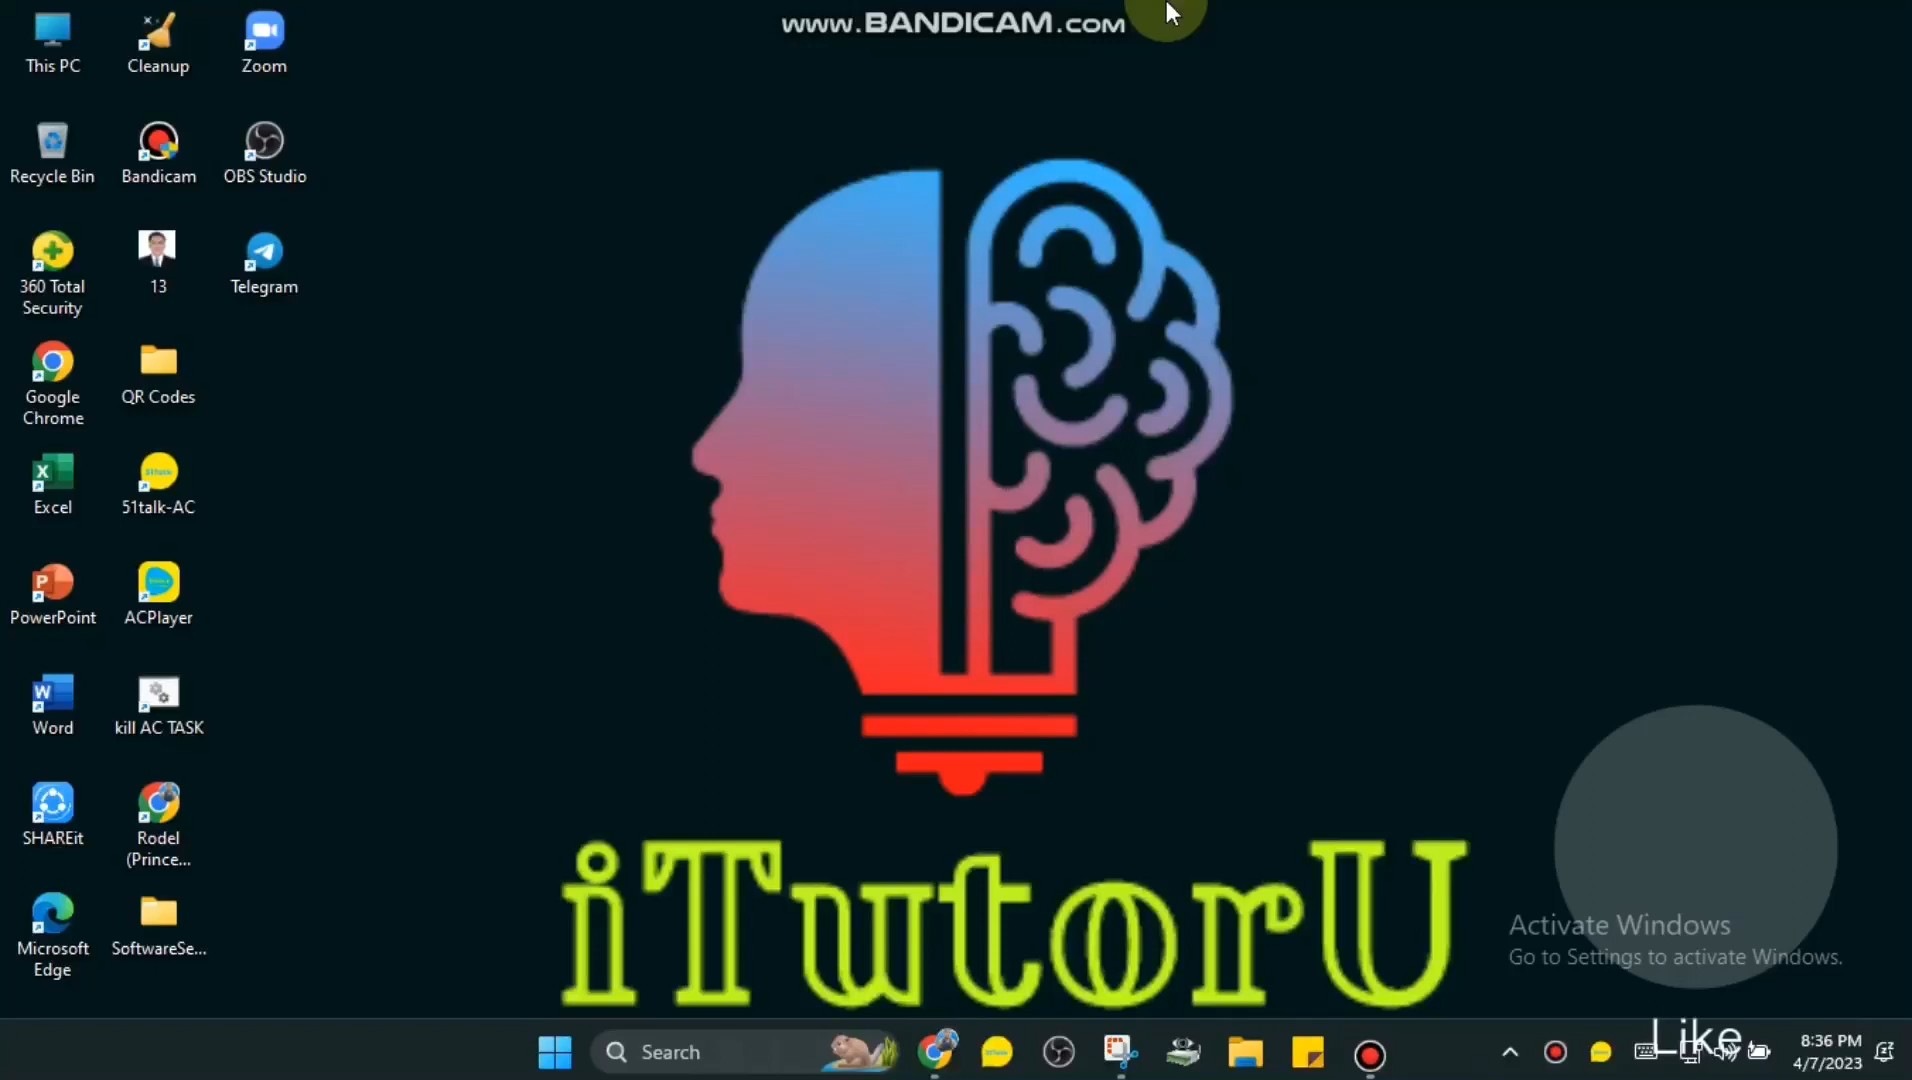 www.BANDICAM.com
This PC
Cleanup
Zoom
Recycle Bin
Bandicam
OBS Studio
360 Total
Security
13
Telegram
Google
Chrome
QR Codes
Excel
51talk-AC
PowerPoint
ACPlayer
Word
kill AC TASK
SHAREit
Rodel
(Prince...
Microsoft
Edge
SoftwareSe...
iTutorU
Activate Windows
Go to Settings to activate Windows.
Like
Search
8:36 PM
4/7/2023